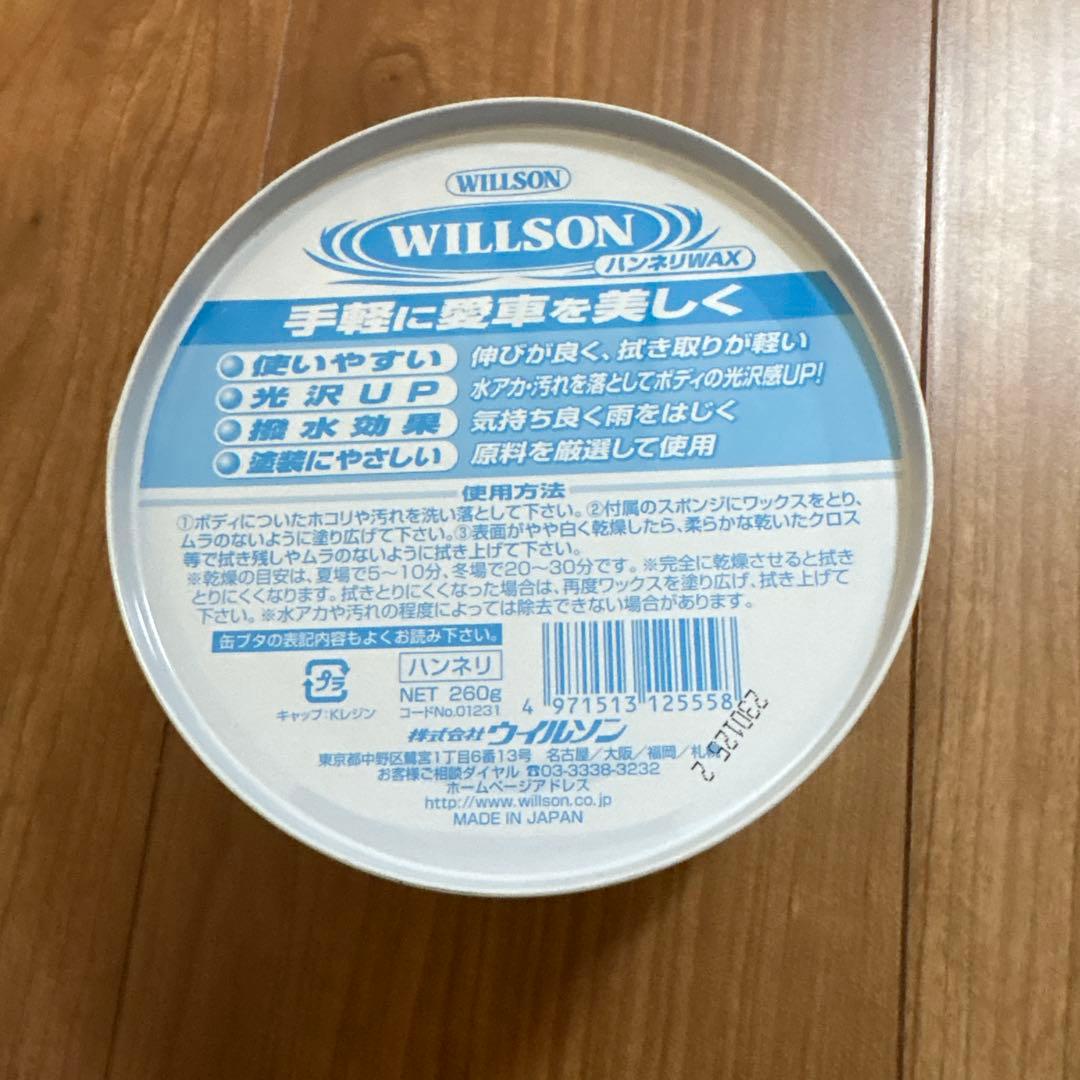 WILLSON
WILLSON
ハンネリWAX
手軽に愛車を美しく
使いやすい 伸びが良く、拭き取りが軽い
光沢UP 水アカ・汚れを落としてボディの光沢感UP!
撥水効果 気持ち良く雨をはじく
塗装にやさしい 原料を厳選して使用
使用方法
①ボディについたホコリや汚れを洗い落として下さい。②付属のスポンジにワックスをとり、
ムラのないように塗り広げて下さい。③表面がやや白く乾燥したら、柔らかな乾いたクロス
等で拭き残しやムラのないように拭き上げて下さい。
※乾燥の目安は、夏場で5〜10分、冬場で20〜30分です。※完全に乾燥させると拭き
とりにくくなります。拭きとりにくくなった場合は、再度ワックスを塗り広げ、拭き上げて
下さい。※水アカや汚れの程度によっては除去できない場合があります。
缶ブタの表記内容もよくお読み下さい。
プラ
キャップ:Kレジン
ハンネリ
NET 260g
コードNo.01231
4 971513 125558
230125 2
株式会社ウイルソン
東京都中野区鷺宮1丁目6番13号 名古屋/大阪/福岡/札幌
お客様ご相談ダイヤル ☎03-3338-3232
ホームページアドレス
http://www.willson.co.jp
MADE IN JAPAN